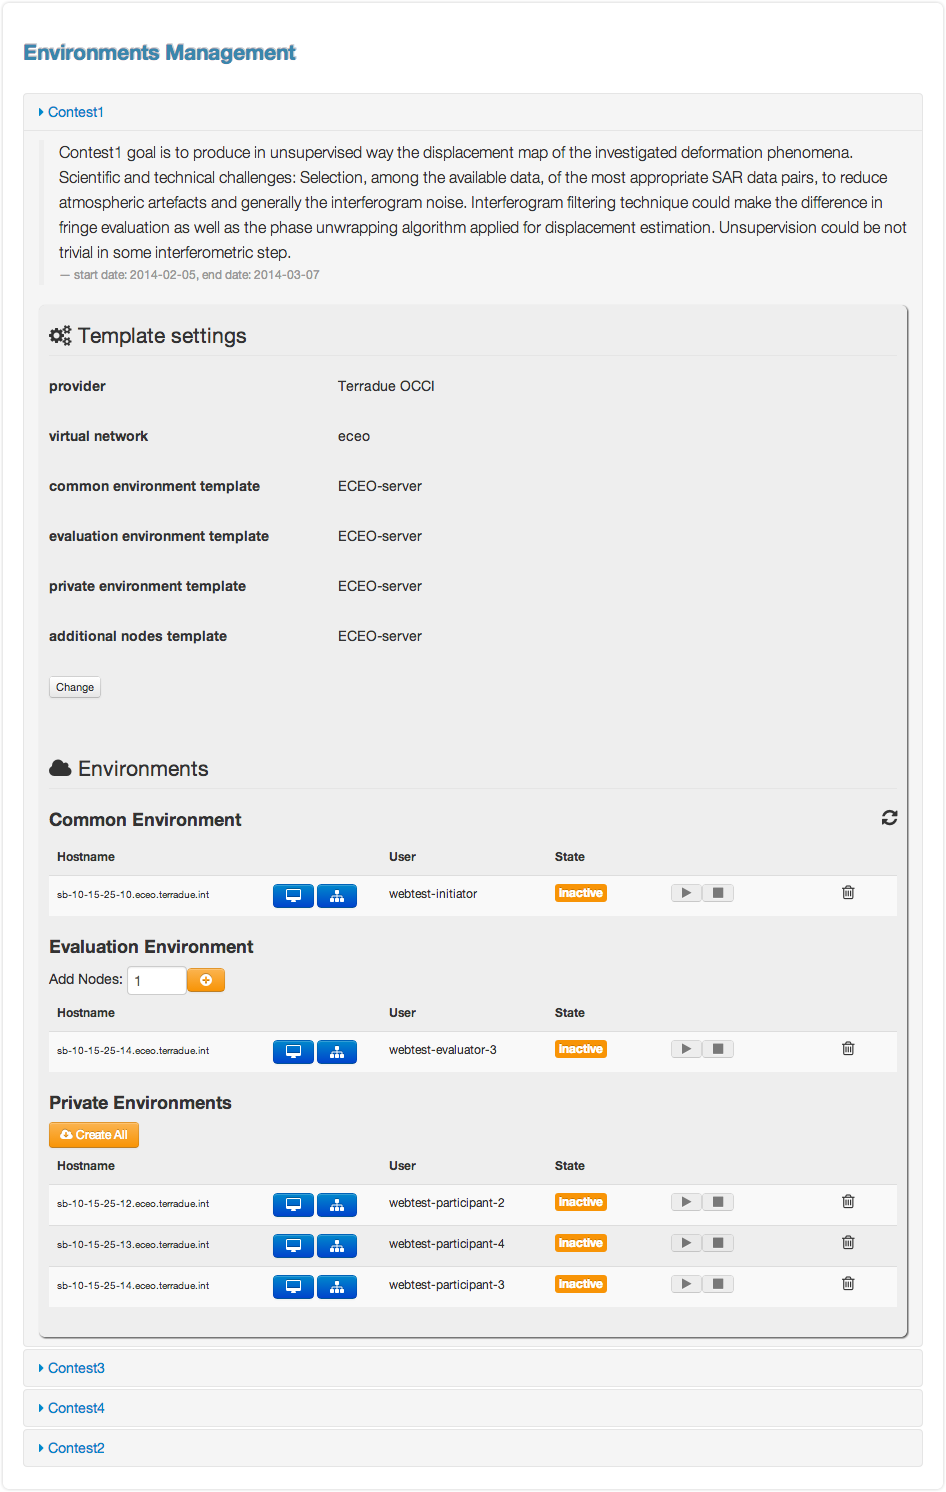 Environments Management
Contest1
Contest1 goal is to produce in unsupervised way the displacement map of the investigated deformation phenomena.
Scientific and technical challenges: Selection, among the available data, of the most appropriate SAR data pairs, to reduce
atmospheric artefacts and generally the interferogram noise. Interferogram filtering technique could make the difference in
fringe evaluation as well as the phase unwrapping algorithm applied for displacement estimation. Unsupervision could be not
trivial in some interferometric step.
— start date: 2014-02-05, end date: 2014-03-07
Template settings
provider Terradue OCCI
virtual network eceo
common environment template ECEO-server
evaluation environment template ECEO-server
private environment template ECEO-server
additional nodes template ECEO-server
Change
Environments
Common Environment
Hostname User State
sb-10-15-25-10.eceo.terradue.int webtest-initiator Inactive
Evaluation Environment
Add Nodes: 1
Hostname User State
sb-10-15-25-14.eceo.terradue.int webtest-evaluator-3 Inactive
Private Environments
Create All
Hostname User State
sb-10-15-25-12.eceo.terradue.int webtest-participant-2 Inactive
sb-10-15-25-13.eceo.terradue.int webtest-participant-4 Inactive
sb-10-15-25-14.eceo.terradue.int webtest-participant-3 Inactive
Contest3
Contest4
Contest2